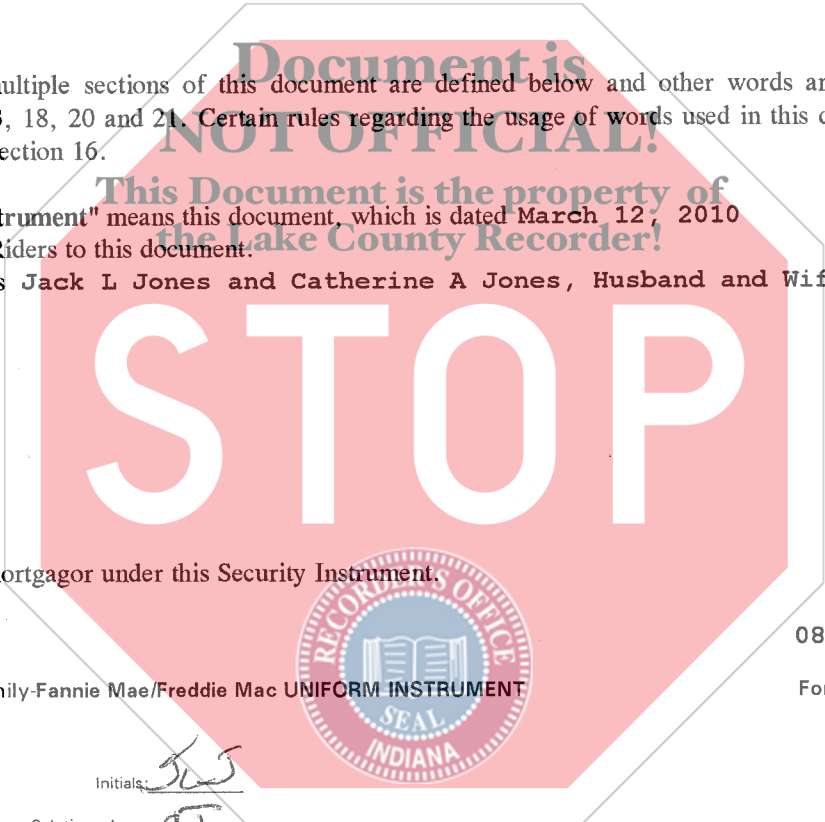 Document is
ultiple sections of this document are defined below and other words ar
, 18, 20 and 21. Certain rules regarding the usage of words used in this
NOT OFFICIAL!
ection 16.
This Document is the property of
trument" means this document, which is dated March 12, 2010
the Lake County Recorder!
Riders to this document.
s Jack L Jones and Catherine A Jones, Husband and Wif
STOP
ortgagor under this Security Instrument.
RECORDER'S OFFICE
SEAL
INDIANA
08
ily-Fannie Mae/Freddie Mac UNIFORM INSTRUMENT
For
Initials: